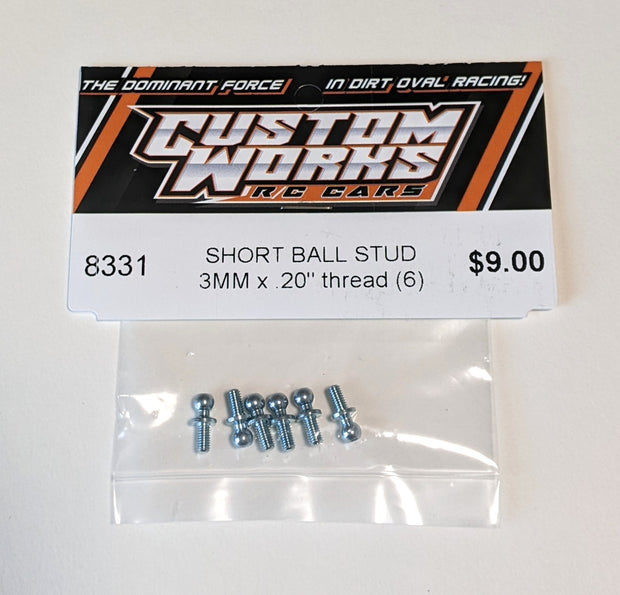 THE DOMINANT FORCE IN DIRT OVAL RACING!
CUSTOM
WORKS
R/C CARS
8331 SHORT BALL STUD $9.00
3MM x .20" thread (6)